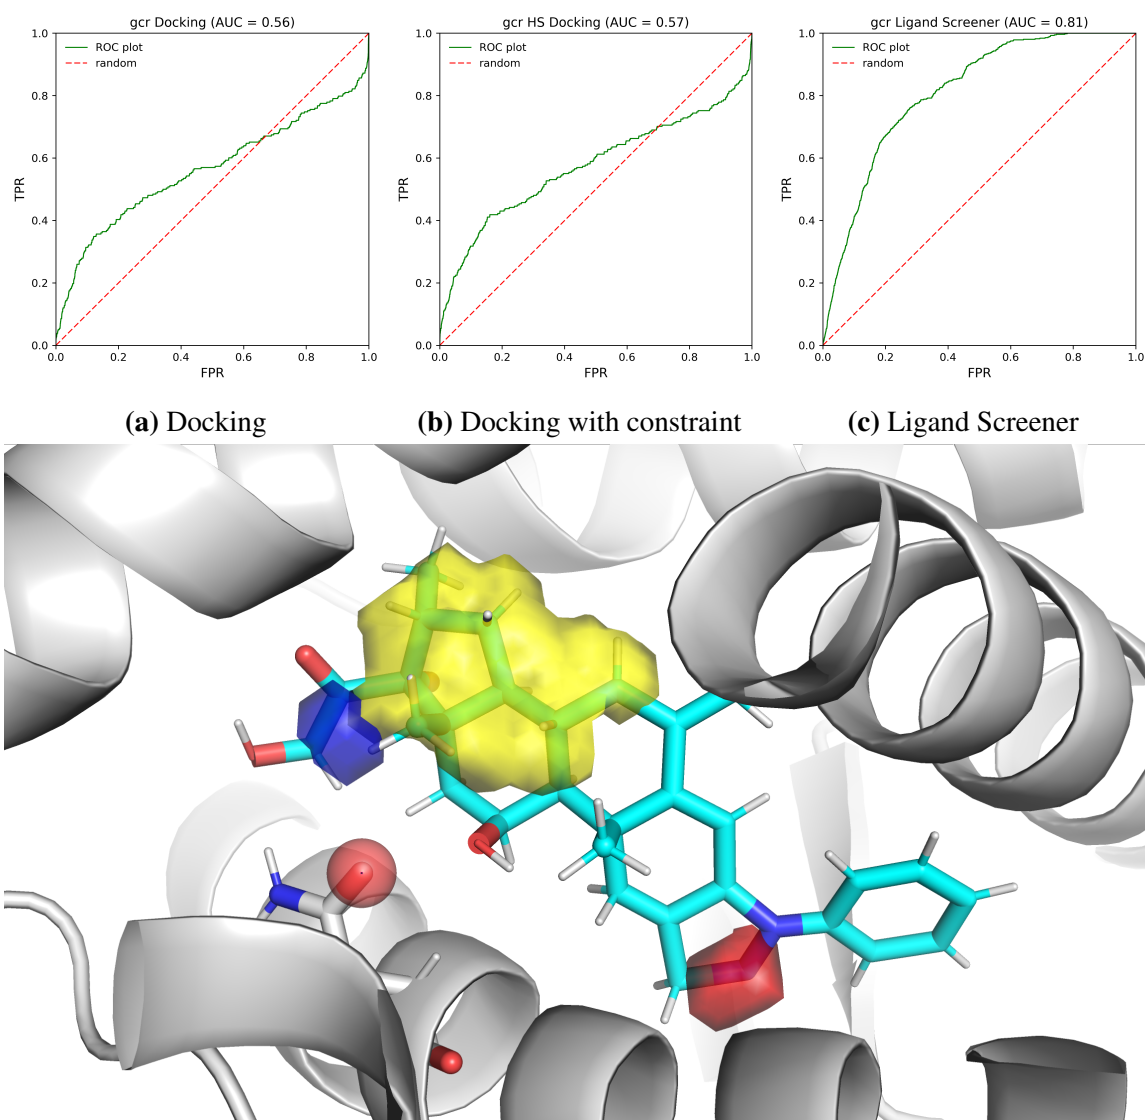 gcr Docking (AUC = 0.56)
1.0
0.8
0.6
0.4
0.2
0.0
TPR
ROC plot
random
0.0 0.2 0.4 0.6 0.8 1.0
FPR
(a) Docking
gcr HS Docking (AUC = 0.57)
1.0
0.8
0.6
0.4
0.2
0.0
TPR
ROC plot
random
0.0 0.2 0.4 0.6 0.8 1.0
FPR
(b) Docking with constraint
gcr Ligand Screener (AUC = 0.81)
1.0
0.8
0.6
0.4
0.2
0.0
TPR
ROC plot
random
0.0 0.2 0.4 0.6 0.8 1.0
FPR
(c) Ligand Screener